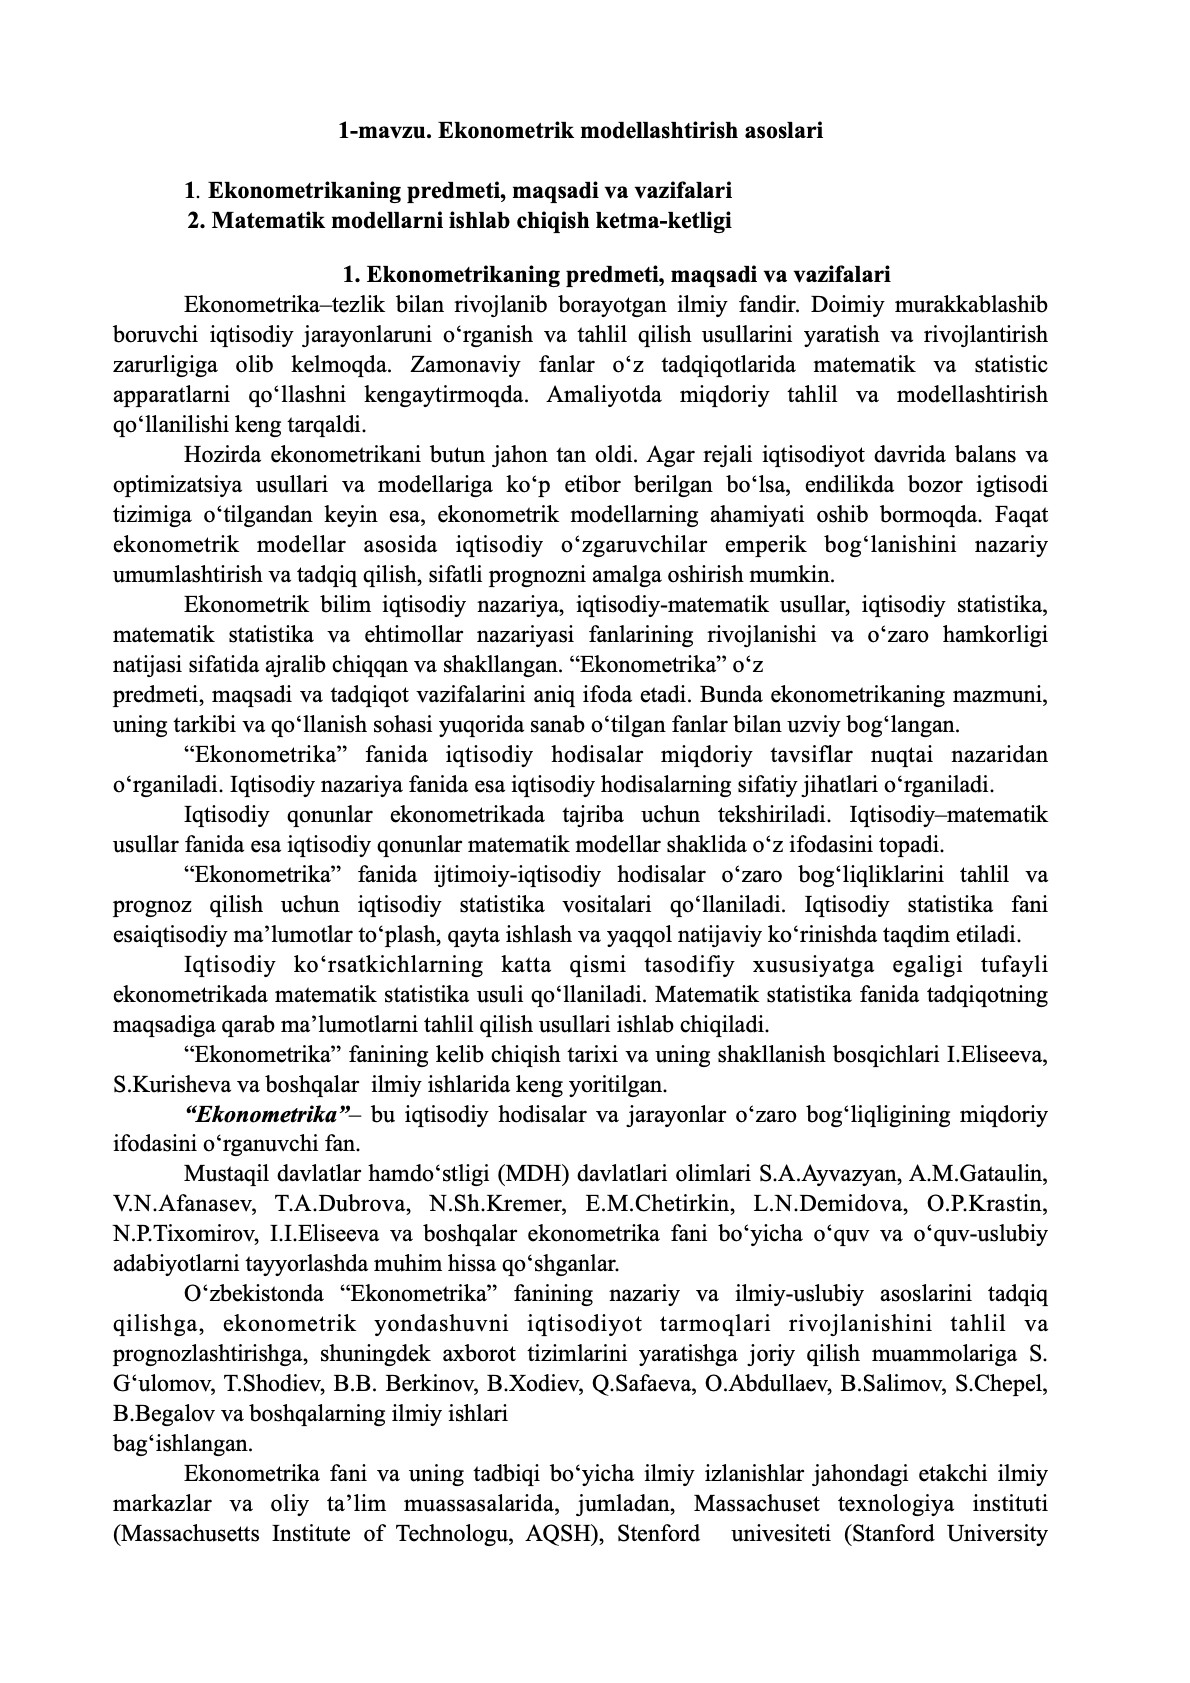 1-mavzu. Ekonometrik modellashtirish asoslari
1. Ekonometrikaning predmeti, maqsadi va vazifalari
2. Matematik modellarni ishlab chiqish ketma-ketligi
1. Ekonometrikaning predmeti, maqsadi va vazifalari
Ekonometrika–tezlik bilan rivojlanib borayotgan ilmiy fandir. Doimiy murakkablashib
boruvchi iqtisodiy jarayonlaruni o‘rganish va tahlil qilish usullarini yaratish va rivojlantirish
zarurligiga olib kelmoqda. Zamonaviy fanlar o‘z tadqiqotlarida matematik va statistic
apparatlarni qo‘llashni kengaytirmoqda. Amaliyotda miqdoriy tahlil va modellashtirish
qo‘llanilishi keng tarqaldi.
Hozirda ekonometrikani butun jahon tan oldi. Agar rejali iqtisodiyot davrida balans va
optimizatsiya usullari va modellariga ko‘p etibor berilgan bo‘lsa, endilikda bozor igtisodi
tizimiga o‘tilgandan keyin esa, ekonometrik modellarning ahamiyati oshib bormoqda. Faqat
ekonometrik modellar asosida iqtisodiy o‘zgaruvchilar emperik bog‘lanishini nazariy
umumlashtirish va tadqiq qilish, sifatli prognozni amalga oshirish mumkin.
Ekonometrik bilim iqtisodiy nazariya, iqtisodiy-matematik usullar, iqtisodiy statistika,
matematik statistika va ehtimollar nazariyasi fanlarining rivojlanishi va o‘zaro hamkorligi
natijasi sifatida ajralib chiqqan va shakllangan. “Ekonometrika” o‘z
predmeti, maqsadi va tadqiqot vazifalarini aniq ifoda etadi. Bunda ekonometrikaning mazmuni,
uning tarkibi va qo‘llanish sohasi yuqorida sanab o‘tilgan fanlar bilan uzviy bog‘langan.
“Ekonometrika” fanida iqtisodiy hodisalar miqdoriy tavsiflar nuqtai nazaridan
o‘rganiladi. Iqtisodiy nazariya fanida esa iqtisodiy hodisalarning sifatiy jihatlari o‘rganiladi.
Iqtisodiy qonunlar ekonometrikada tajriba uchun tekshiriladi. Iqtisodiy–matematik
usullar fanida esa iqtisodiy qonunlar matematik modellar shaklida o‘z ifodasini topadi.
“Ekonometrika” fanida ijtimoiy-iqtisodiy hodisalar o‘zaro bog‘liqliklarini tahlil va
prognoz qilish uchun iqtisodiy statistika vositalari qo‘llaniladi. Iqtisodiy statistika fani
esaiqtisodiy ma’lumotlar to‘plash, qayta ishlash va yaqqol natijaviy ko‘rinishda taqdim etiladi.
Iqtisodiy ko‘rsatkichlarning katta qismi tasodifiy xususiyatga egaligi tufayli
ekonometrikada matematik statistika usuli qo‘llaniladi. Matematik statistika fanida tadqiqotning
maqsadiga qarab ma’lumotlarni tahlil qilish usullari ishlab chiqiladi.
“Ekonometrika” fanining kelib chiqish tarixi va uning shakllanish bosqichlari I.Eliseeva,
S.Kurisheva va boshqalar ilmiy ishlarida keng yoritilgan.
“Ekonometrika”– bu iqtisodiy hodisalar va jarayonlar o‘zaro bog‘liqligining miqdoriy
ifodasini o‘rganuvchi fan.
Mustaqil davlatlar hamdo‘stligi (MDH) davlatlari olimlari S.A.Ayvazyan, A.M.Gataulin,
V.N.Afanasev, T.A.Dubrova, N.Sh.Kremer, E.M.Chetirkin, L.N.Demidova, O.P.Krastin,
N.P.Tixomirov, I.I.Eliseeva va boshqalar ekonometrika fani bo‘yicha o‘quv va o‘quv-uslubiy
adabiyotlarni tayyorlashda muhim hissa qo‘shganlar.
O‘zbekistonda “Ekonometrika” fanining nazariy va ilmiy-uslubiy asoslarini tadqiq
qilishga, ekonometrik yondashuvni iqtisodiyot tarmoqlari rivojlanishini tahlil va
prognozlashtirishga, shuningdek axborot tizimlarini yaratishga joriy qilish muammolariga S.
G‘ulomov, T.Shodiev, B.B. Berkinov, B.Xodiev, Q.Safaeva, O.Abdullaev, B.Salimov, S.Chepel,
B.Begalov va boshqalarning ilmiy ishlari
bag‘ishlangan.
Ekonometrika fani va uning tadbiqi bo‘yicha ilmiy izlanishlar jahondagi etakchi ilmiy
markazlar va oliy ta’lim muassasalarida, jumladan, Massachuset texnologiya instituti
(Massachusetts Institute of Technologu, AQSH), Stenford univesiteti (Stanford University